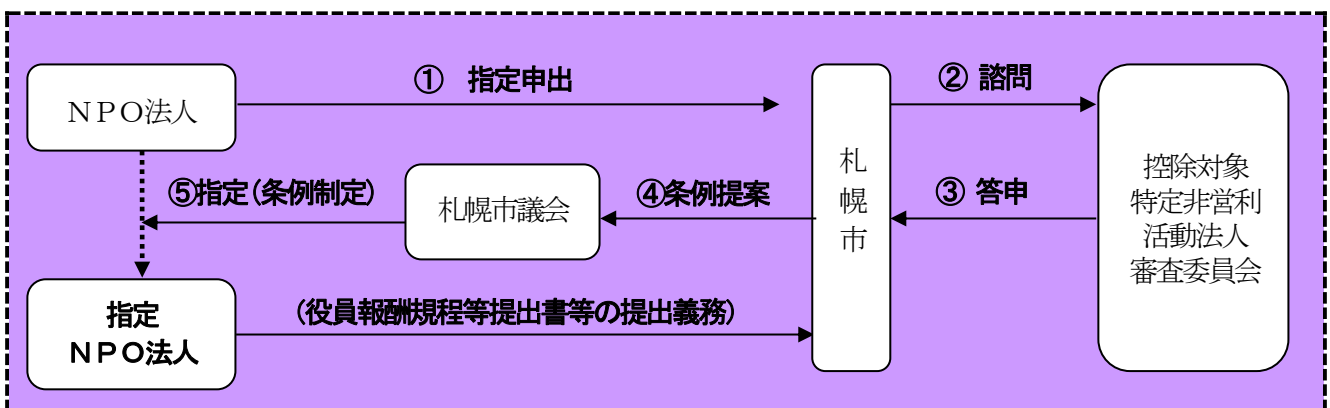 ① 指定申出
② 諮問
ＮＰＯ法人
札
幌
市
控除対象
特定非営利
活動法人
審査委員会
⑤指定（条例制定）
札幌市議会
④条例提案
③ 答申
指定
ＮＰＯ法人
（役員報酬規程等提出書等の提出義務）